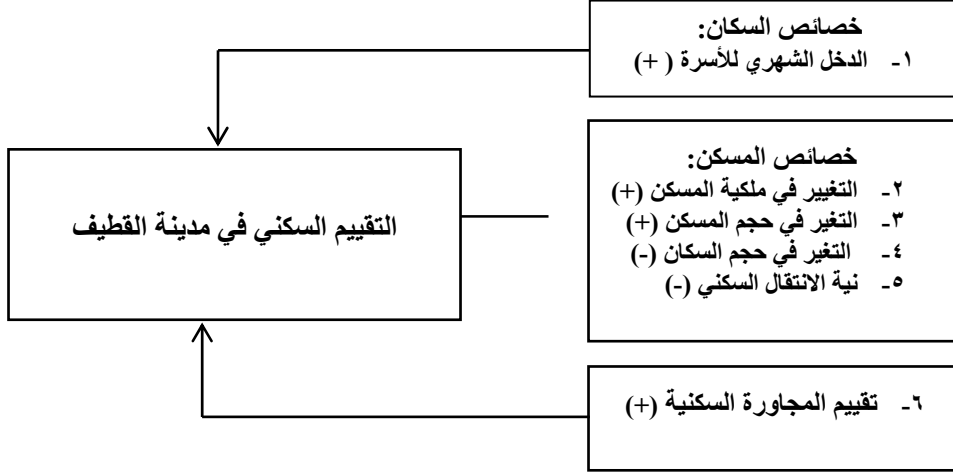 خصائص السكان:
١- الدخل الشهري للأسرة ( +)
خصائص المسكن:
٢- التغيير في ملكية المسكن (+)
٣- التغير في حجم المسكن (+)
٤- التغير في حجم السكان (-)
٥- نية الانتقال السكني (-)
التقييم السكني في مدينة القطيف
٦- تقييم المجاورة السكنية (+)